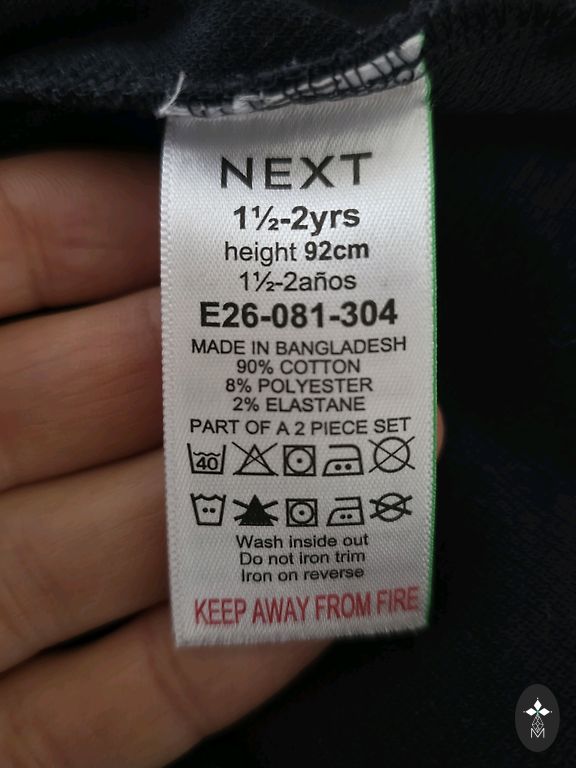 NEXT
1½-2yrs
height 92cm
1½-2años
E26-081-304
MADE IN BANGLADESH
90% COTTON
8% POLYESTER
2% ELASTANE
PART OF A 2 PIECE SET
40
Wash inside out
Do not iron trim
Iron on reverse
KEEP AWAY FROM FIRE